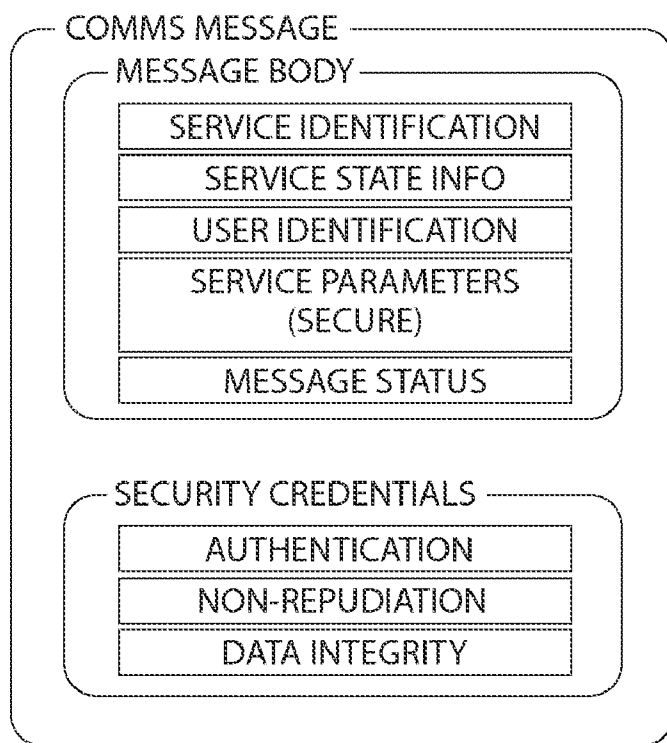 COMMS MESSAGE
MESSAGE BODY
SERVICE IDENTIFICATION
SERVICE STATE INFO
USER IDENTIFICATION
SERVICE PARAMETERS
(SECURE)
MESSAGE STATUS
SECURITY CREDENTIALS
AUTHENTICATION
NON-REPUDIATION
DATA INTEGRITY